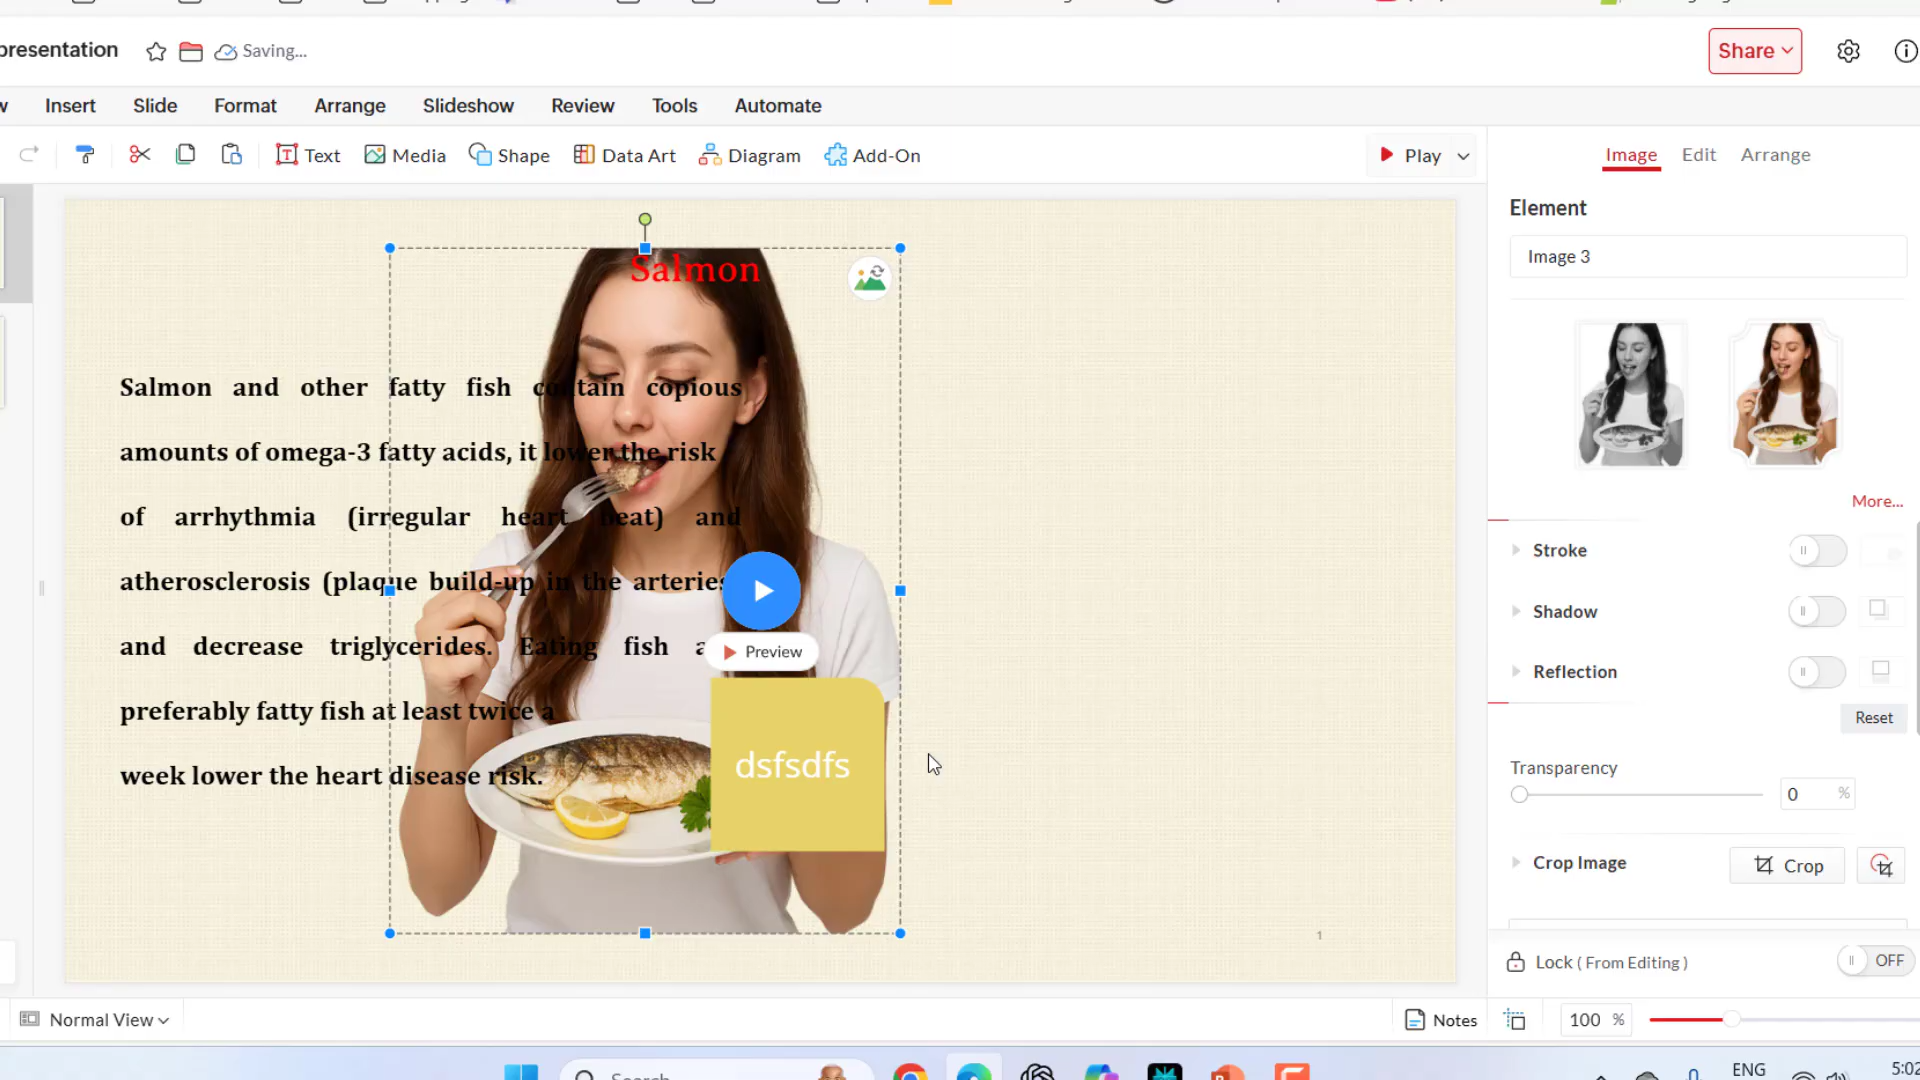 presentation
Saving...
Share
Insert Slide Format Arrange Slideshow Review Tools Automate
Text Media Shape Data Art Diagram Add-On
Play
Image Edit Arrange
Element
Image 3
More...
Stroke
Shadow
Reflection
Reset
Transparency
0 %
Crop Image
Crop
Lock ( From Editing )
OFF
Salmon
Salmon and other fatty fish contain copious
amounts of omega-3 fatty acids, it lower the risk
of arrhythmia (irregular heart beat) and
atherosclerosis (plaque build-up in the arteries
and decrease triglycerides. Eating fish a
preferably fatty fish at least twice a
week lower the heart disease risk.
Preview
dsfsdfs
1
Normal View
Notes
100 %
Search
ENG
5:02